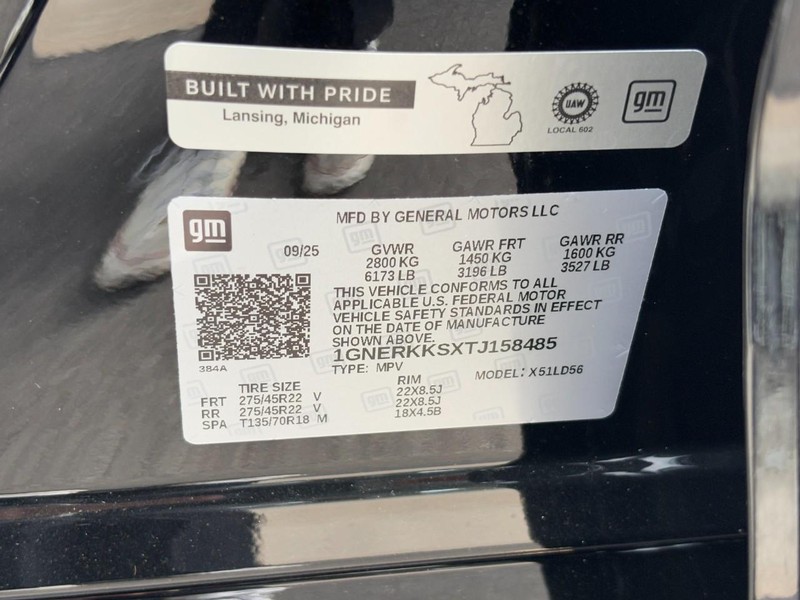 BUILT WITH PRIDE
Lansing, Michigan
UAW
LOCAL 602
gm
gm
MFD BY GENERAL MOTORS LLC
09/25
GVWR GAWR FRT GAWR RR
2800 KG 1450 KG 1600 KG
6173 LB 3196 LB 3527 LB
THIS VEHICLE CONFORMS TO ALL
APPLICABLE U.S. FEDERAL MOTOR
VEHICLE SAFETY STANDARDS IN EFFECT
ON THE DATE OF MANUFACTURE
SHOWN ABOVE.
1GNERKKSXTJ158485
384A
TYPE: MPV MODEL: X51LD56
TIRE SIZE RIM
FRT 275/45R22 V 22X8.5J
RR 275/45R22 V 22X8.5J
SPA T135/70R18 M 18X4.5B